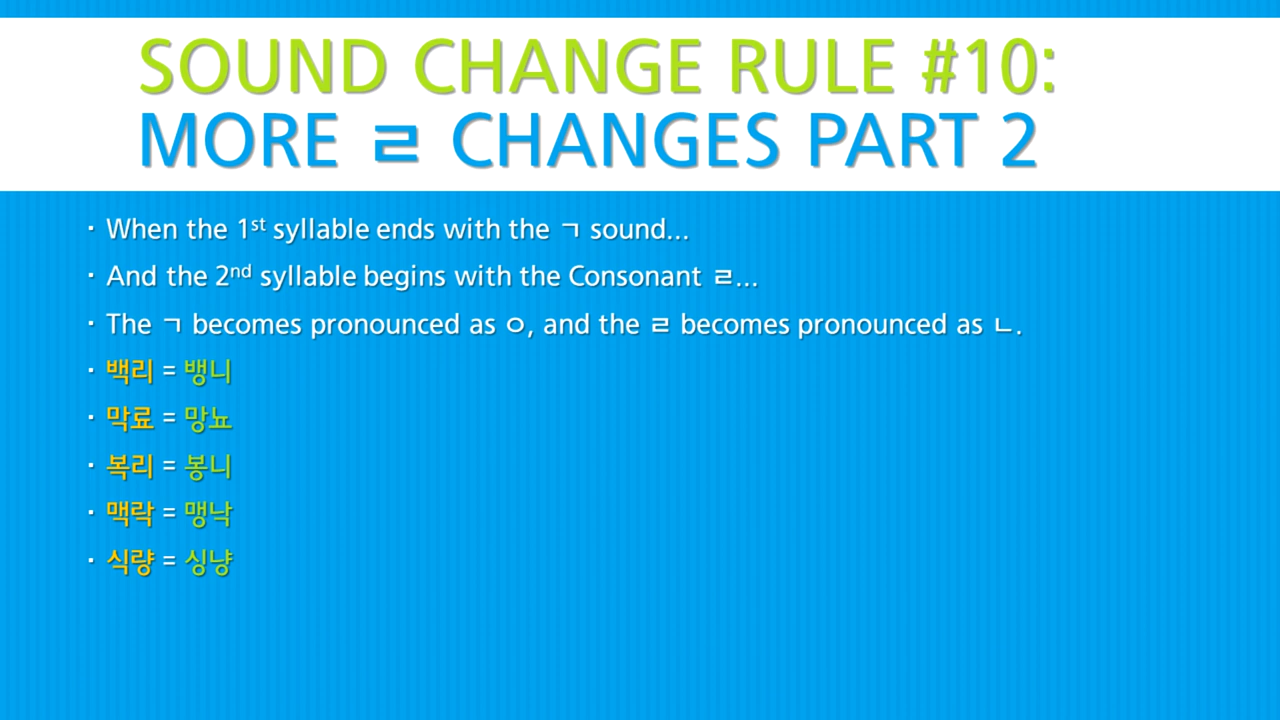 SOUND CHANGE RULE #10:
MORE ㄹ CHANGES PART 2
· When the 1st syllable ends with the ㄱ sound...
· And the 2nd syllable begins with the Consonant ㄹ...
· The ㄱ becomes pronounced as ㅇ, and the ㄹ becomes pronounced as ㄴ.
· 백리 = 뱅니
· 막료 = 망뇨
· 복리 = 봉니
· 맥락 = 맹낙
· 식량 = 싱냥